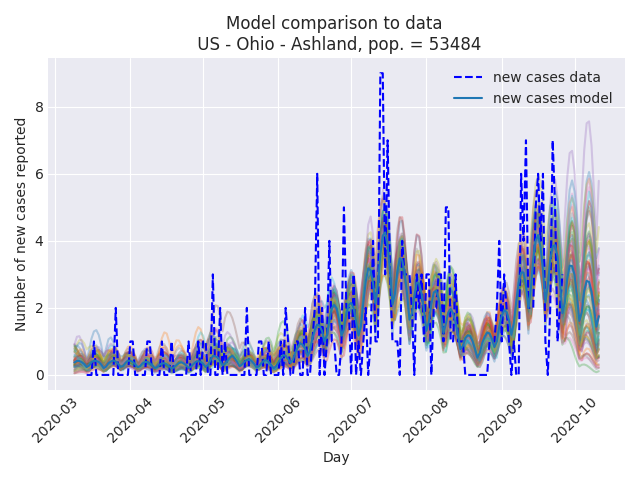 Model comparison to data
US - Ohio - Ashland, pop. = 53484
new cases data
new cases model
Number of new cases reported
8
6
4
2
0
2020-03
2020-04
2020-05
2020-06
2020-07
2020-08
2020-09
2020-10
Day